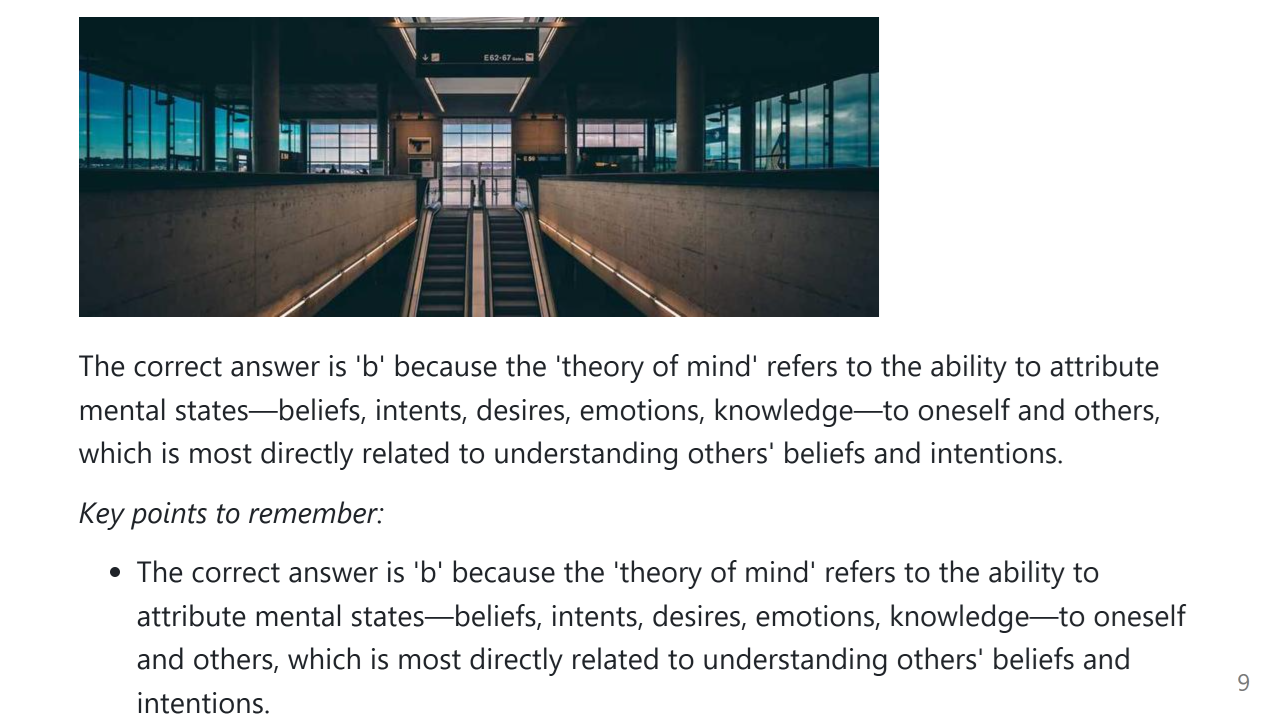 E62-67 Gates
The correct answer is 'b' because the 'theory of mind' refers to the ability to attribute
mental states—beliefs, intents, desires, emotions, knowledge—to oneself and others,
which is most directly related to understanding others' beliefs and intentions.
Key points to remember:
The correct answer is 'b' because the 'theory of mind' refers to the ability to
attribute mental states—beliefs, intents, desires, emotions, knowledge—to oneself
and others, which is most directly related to understanding others' beliefs and
intentions.
9